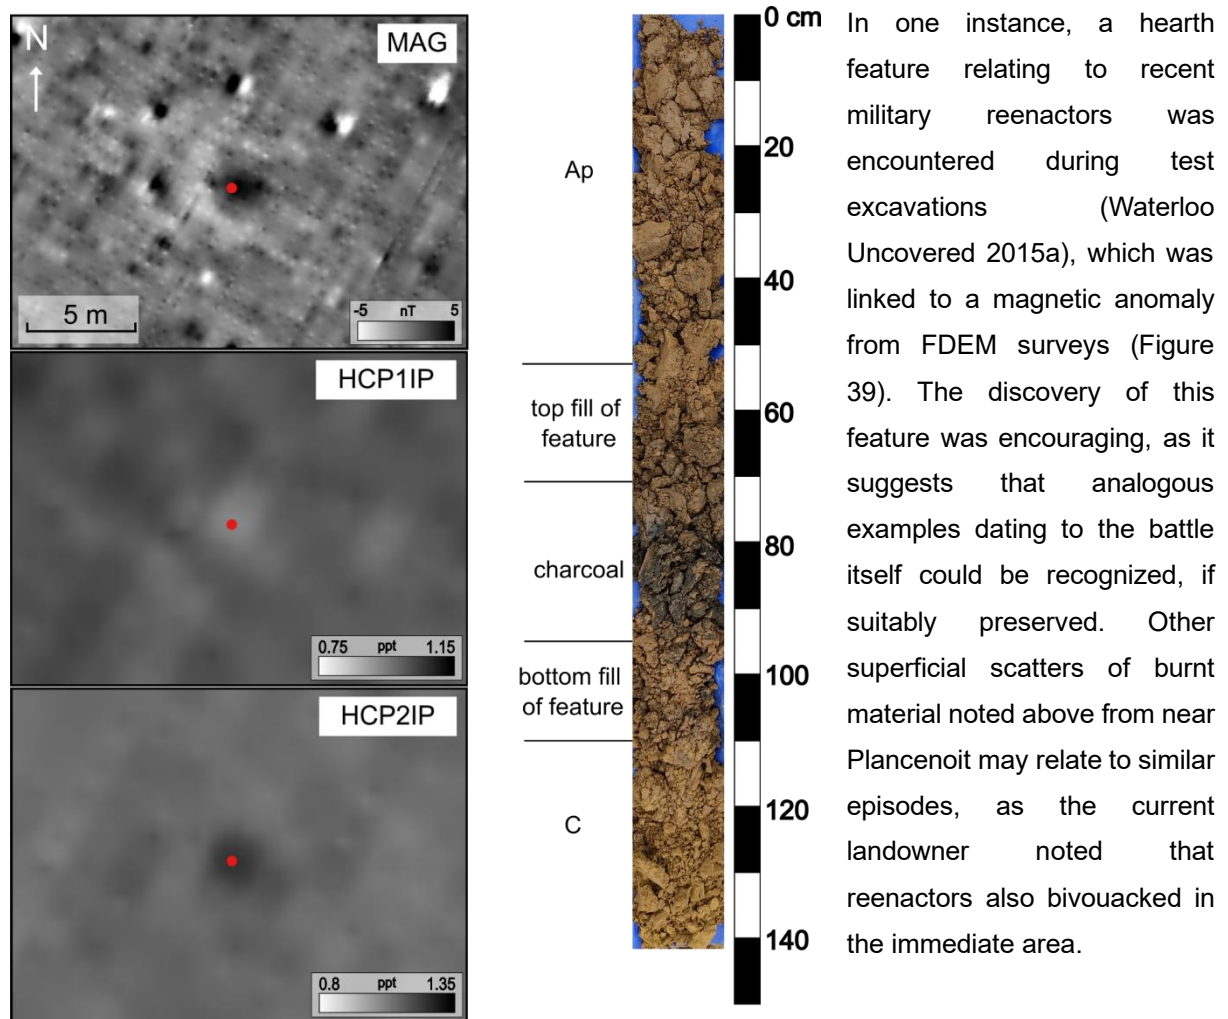 N
MAG
5 m
-5 nT 5
HCP1IP
0.75 ppt 1.15
HCP2IP
0.8 ppt 1.35
Ap
top fill of
feature
charcoal
bottom fill
of feature
C
0 cm
20
40
60
80
100
120
140
In one instance, a hearth
feature relating to recent
military reenactors was
encountered during test
excavations (Waterloo
Uncovered 2015a), which was
linked to a magnetic anomaly
from FDEM surveys (Figure
39). The discovery of this
feature was encouraging, as it
suggests that analogous
examples dating to the battle
itself could be recognized, if
suitably preserved. Other
superficial scatters of burnt
material noted above from near
Plancenoit may relate to similar
episodes, as the current
landowner noted that
reenactors also bivouacked in
the immediate area.